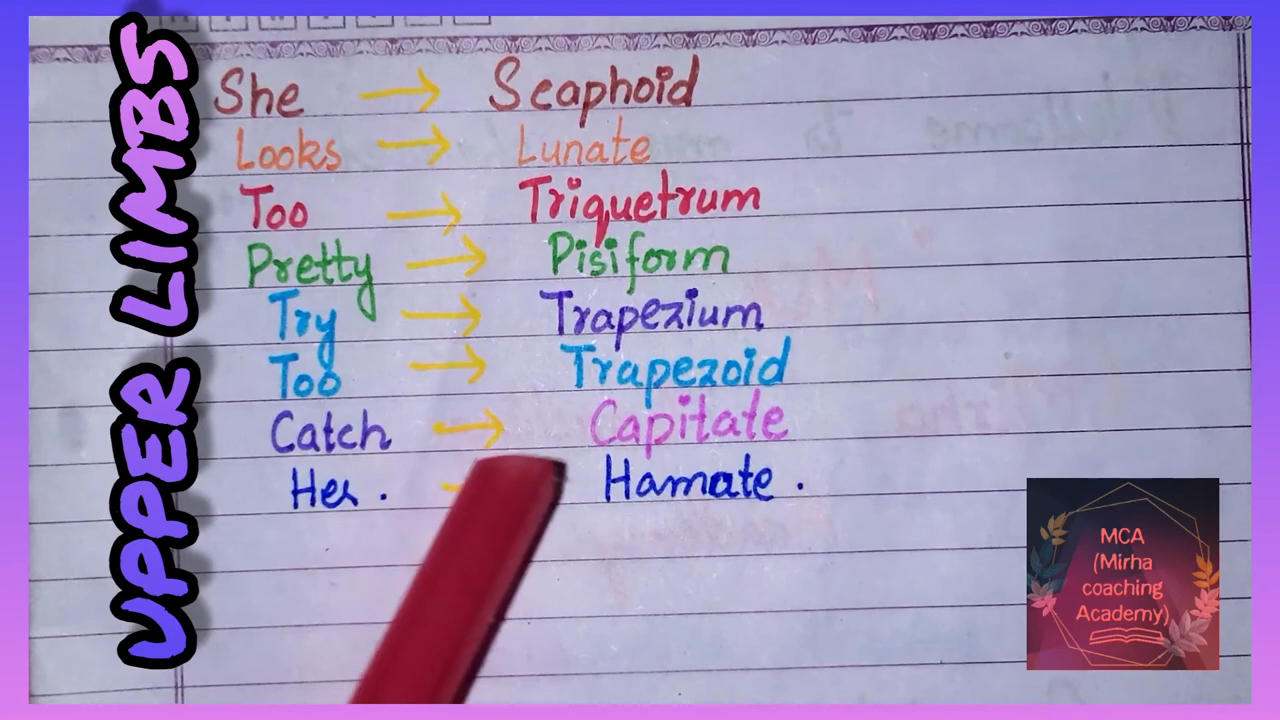 UPPER LIMBS
She → Scaphoid
Looks → Lunate
Too → Triquetrum
Pretty → Pisiform
Try → Trapezium
Too → Trapezoid
Catch → Capitate
Her . → Hamate .
MCA
(Mirha
coaching
Academy)